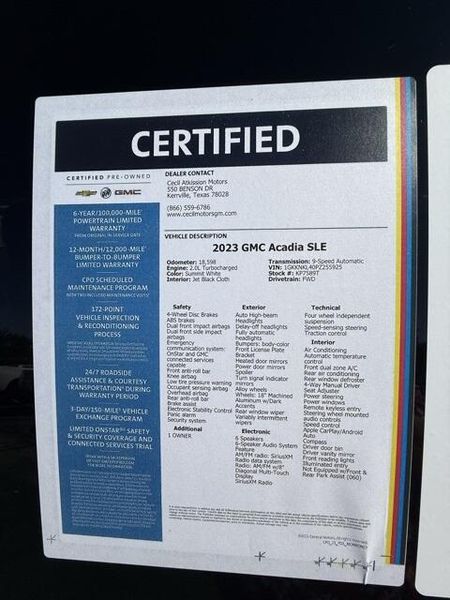 CERTIFIED
CERTIFIED PRE-OWNED
GMC
6-YEAR/100,000-MILE
POWERTRAIN LIMITED
WARRANTY
FROM ORIGINAL IN-SERVICE DATE
12-MONTH/12,000-MILE
BUMPER-TO-BUMPER
LIMITED WARRANTY
CPO SCHEDULED
MAINTENANCE PROGRAM
172-POINT
VEHICLE INSPECTION
& RECONDITIONING
PROCESS
24/7 ROADSIDE
ASSISTANCE & COURTESY
TRANSPORTATION DURING
WARRANTY PERIOD
3-DAY/150-MILE VEHICLE
EXCHANGE PROGRAM
LIMITED ONSTAR SAFETY
& SECURITY COVERAGE AND
CONNECTED SERVICES TRIAL
DEALER CONTACT
Cecil Atkission Motors
550 BENSON DR
Kerrville, Texas 78028
(866) 559-6786
www.cecilmotorsgm.com
VEHICLE DESCRIPTION
2023 GMC Acadia SLE
Odometer: 18,598
Engine: 2.0L Turbocharged
Color: Summit White
Interior: Jet Black Cloth
Transmission: 9-Speed Automatic
VIN: 1GKKNKL40PZ255925
Stock #: KP7589T
Drivetrain: FWD
Safety
4-Wheel Disc Brakes
ABS brakes
Dual front impact airbags
Dual front side impact
airbags
Emergency
communication system:
OnStar and GMC
connected services
capable
Front anti-roll bar
Knee airbag
Low tire pressure warning
Occupant sensing airbag
Overhead airbag
Rear anti-roll bar
Brake assist
Electronic Stability Control
Panic alarm
Security system
Additional
1 OWNER
Exterior
Auto High-beam
Headlights
Delay-off headlights
Fully automatic
headlights
Bumpers: body-color
Front License Plate
Bracket
Heated door mirrors
Power door mirrors
Spoiler
Turn signal indicator
mirrors
Alloy wheels
Wheels: 18" Machined
Aluminum w/Dark
Accents
Rear window wiper
Variably intermittent
wipers
Electronic
6 Speakers
6-Speaker Audio System
Feature
AM/FM radio: SiriusXM
Radio data system
Radio: AM/FM w/8"
Diagonal Multi-Touch
Display
SiriusXM Radio
Technical
Four wheel independent
suspension
Speed-sensing steering
Traction control
Interior
Air Conditioning
Automatic temperature
control
Front dual zone A/C
Rear air conditioning
Rear window defroster
4-Way Manual Driver
Seat Adjuster
Power steering
Power windows
Remote keyless entry
Steering wheel mounted
audio controls
Speed control
Apple CarPlay/Android
Auto
Compass
Driver door bin
Driver vanity mirror
Front reading lights
Illuminated entry
Not Equipped w/Front &
Rear Park Assist (060)